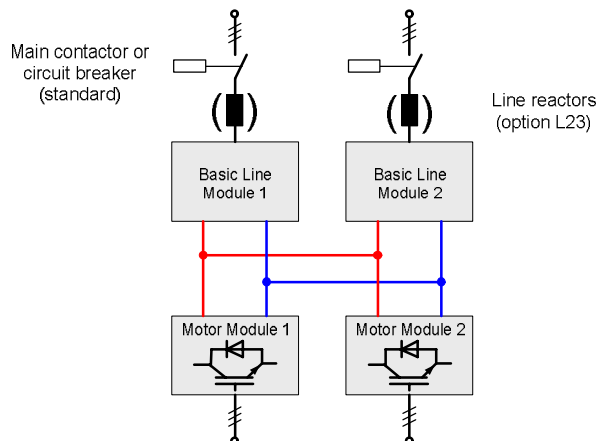 Main contactor or
circuit breaker
(standard)
Line reactors
(option L23)
Basic Line
Module 1
Basic Line
Module 2
Motor Module 1
Motor Module 2